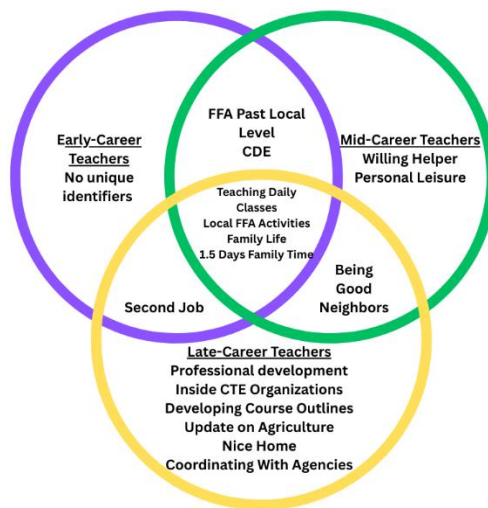 FFA Past Local
Level
CDE
Early-Career
Teachers
No unique
identifiers
Mid-Career Teachers
Willing Helper
Personal Leisure
Teaching Daily
Classes
Local FFA Activities
Family Life
1.5 Days Family Time
Second Job
Being
Good
Neighbors
Late-Career Teachers
Professional development
Inside CTE Organizations
Developing Course Outlines
Update on Agriculture
Nice Home
Coordinating With Agencies